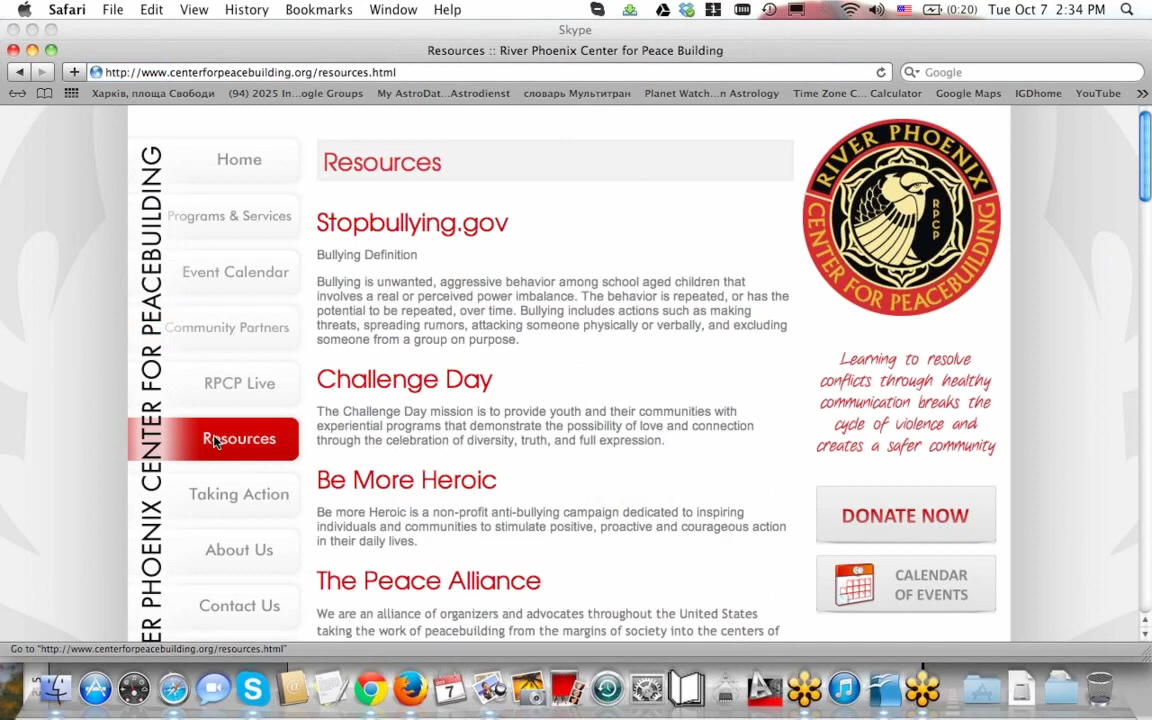 Safari File Edit View History Bookmarks Window Help (0:20) Tue Oct 7 2:34 PM
Skype
Resources :: River Phoenix Center for Peace Building
http://www.centerforpeacebuilding.org/resources.html Google
Харків, площа Свободи (94) 2025 In...ogle Groups My AstroDat...Astrodienst словарь Мультитран Planet Watch...n Astrology Time Zone C... Calculator Google Maps IGDhome YouTube
ER PHOENIX CENTER FOR PEACEBUILDING
Home
Programs & Services
Event Calendar
Community Partners
RPCP Live
Resources
Taking Action
About Us
Contact Us
Resources
Stopbullying.gov
Bullying Definition
Bullying is unwanted, aggressive behavior among school aged children that
involves a real or perceived power imbalance. The behavior is repeated, or has the
potential to be repeated, over time. Bullying includes actions such as making
threats, spreading rumors, attacking someone physically or verbally, and excluding
someone from a group on purpose.
Challenge Day
The Challenge Day mission is to provide youth and their communities with
experiential programs that demonstrate the possibility of love and connection
through the celebration of diversity, truth, and full expression.
Be More Heroic
Be more Heroic is a non-profit anti-bullying campaign dedicated to inspiring
individuals and communities to stimulate positive, proactive and courageous action
in their daily lives.
The Peace Alliance
We are an alliance of organizers and advocates throughout the United States
taking the work of peacebuilding from the margins of society into the centers of
RIVER PHOENIX
CENTER FOR PEACEBUILDING
RPCP
Learning to resolve
conflicts through healthy
communication breaks the
cycle of violence and
creates a safer community
DONATE NOW
CALENDAR
OF EVENTS
Go to "http://www.centerforpeacebuilding.org/resources.html"
7